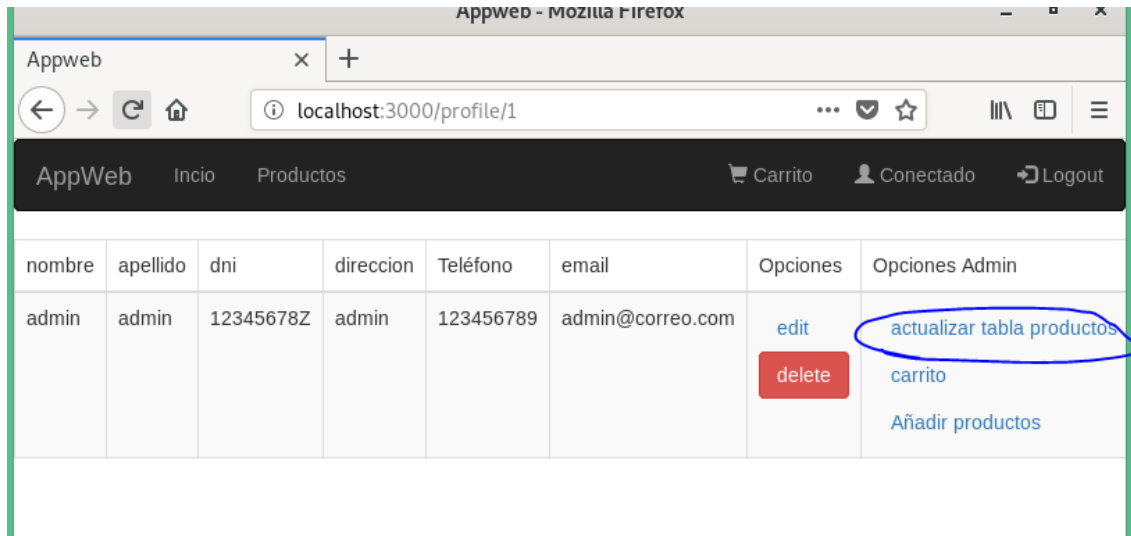 Appweb - Mozilla Firefox
Appweb
localhost:3000/profile/1
AppWeb Incio Productos Carrito Conectado Logout
nombre apellido dni direccion Teléfono email Opciones Opciones Admin
admin admin 12345678Z admin 123456789 admin@correo.com edit actualizar tabla productos
delete carrito
Añadir productos